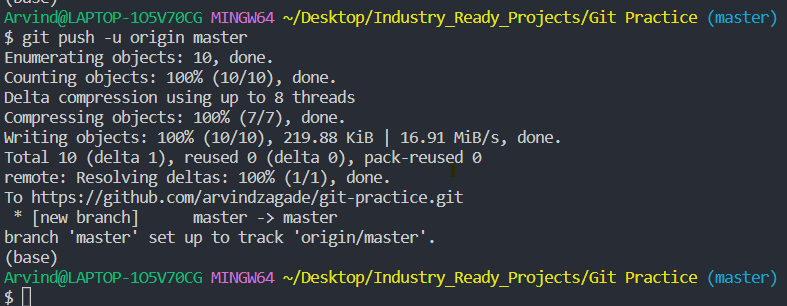 (base)
Arvind@LAPTOP-1O5V70CG MINGW64 ~/Desktop/Industry_Ready_Projects/Git Practice (master)
$ git push -u origin master
Enumerating objects: 10, done.
Counting objects: 100% (10/10), done.
Delta compression using up to 8 threads
Compressing objects: 100% (7/7), done.
Writing objects: 100% (10/10), 219.88 KiB | 16.91 MiB/s, done.
Total 10 (delta 1), reused 0 (delta 0), pack-reused 0
remote: Resolving deltas: 100% (1/1), done.
To https://github.com/arvindzagade/git-practice.git
 * [new branch]      master -> master
branch 'master' set up to track 'origin/master'.
(base)
Arvind@LAPTOP-1O5V70CG MINGW64 ~/Desktop/Industry_Ready_Projects/Git Practice (master)
$